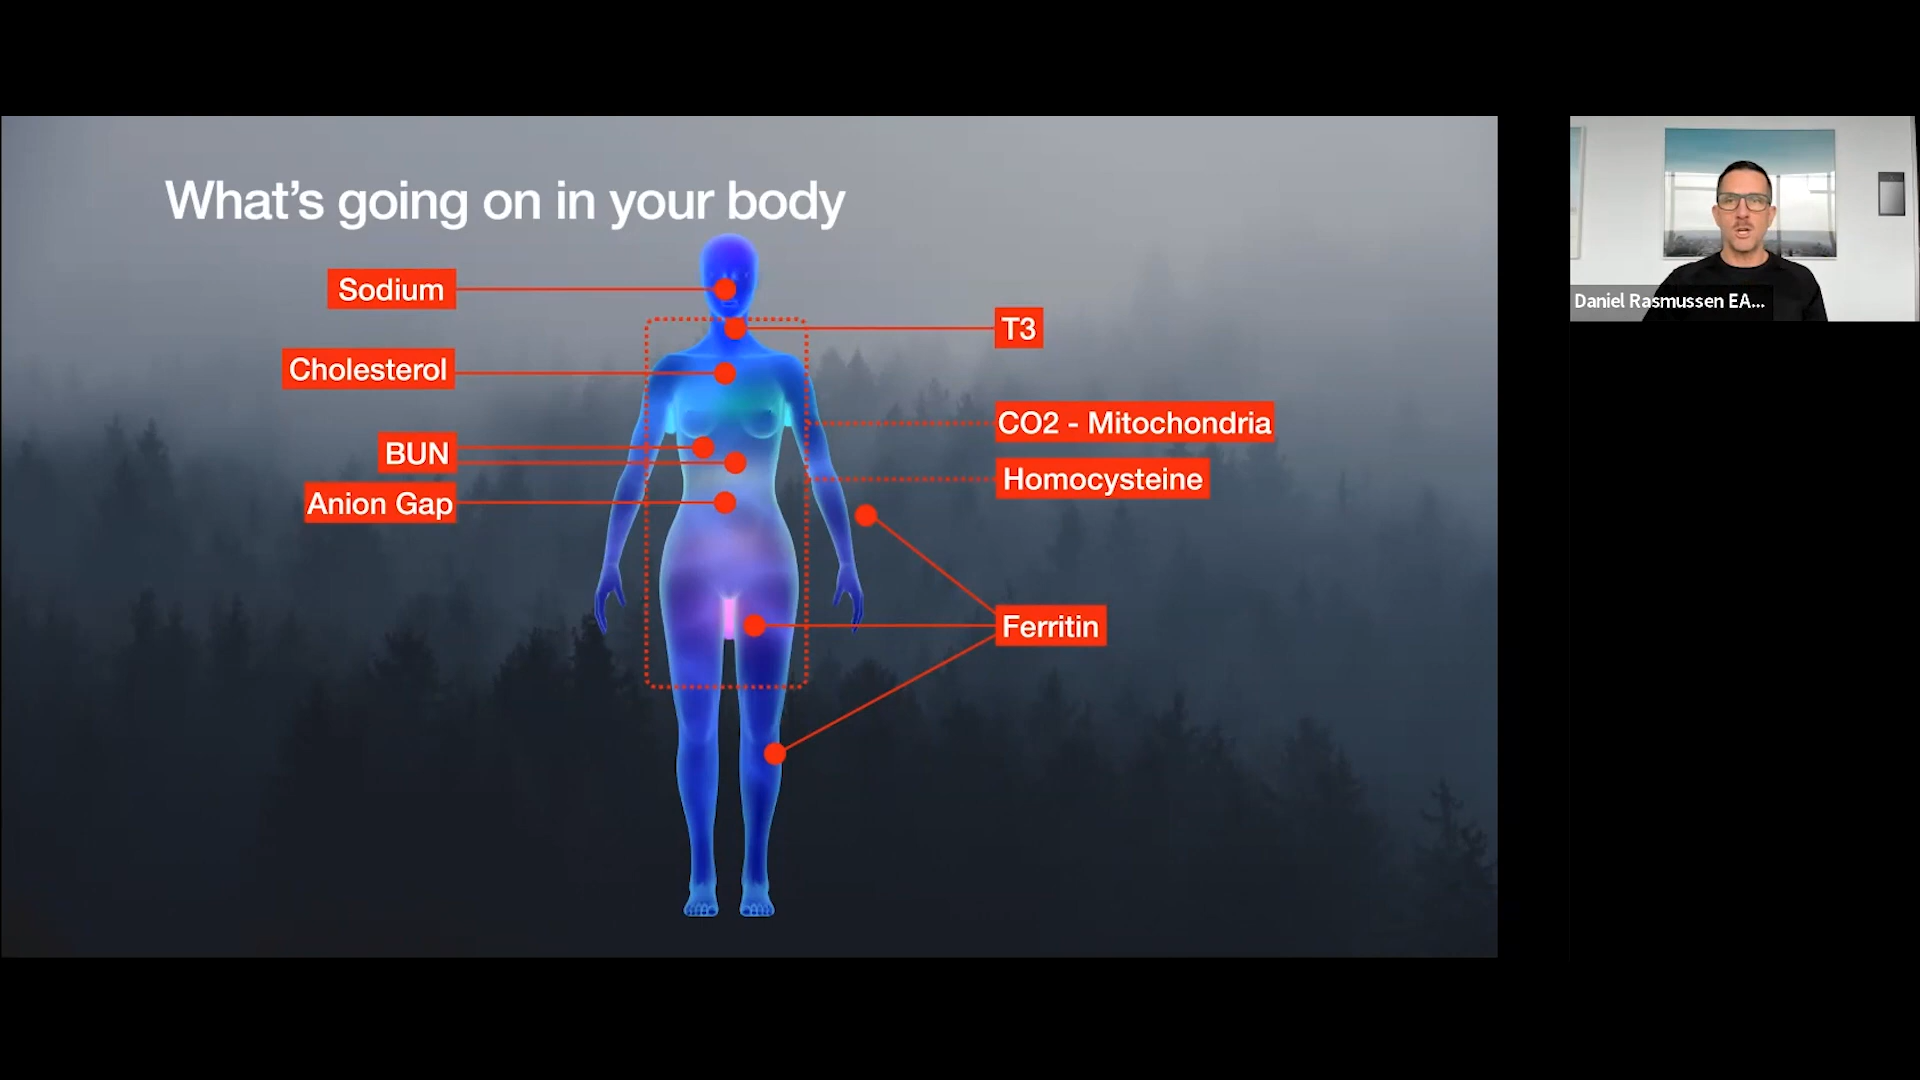 What's going on in your body
Sodium
T3
Cholesterol
CO2 - Mitochondria
BUN
Homocysteine
Anion Gap
Ferritin
Daniel Rasmussen EA...